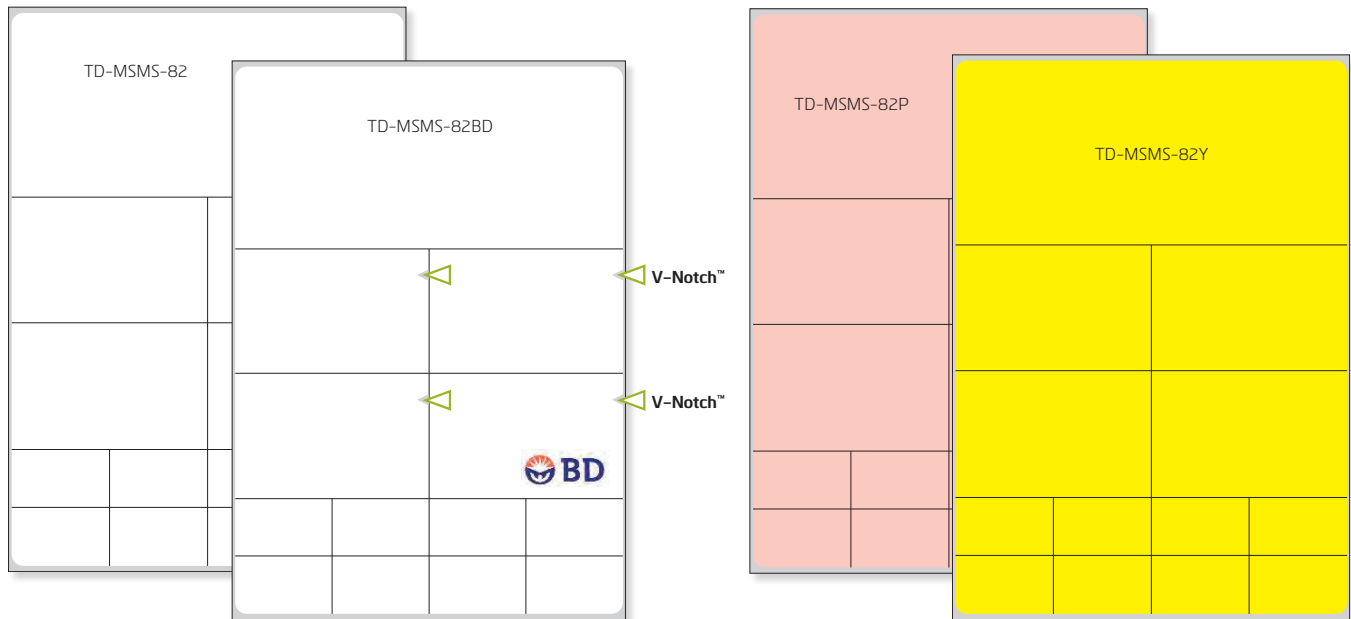 TD-MSMS-82
TD-MSMS-82BD
V-Notch™
V-Notch™
BD
TD-MSMS-82P
TD-MSMS-82Y